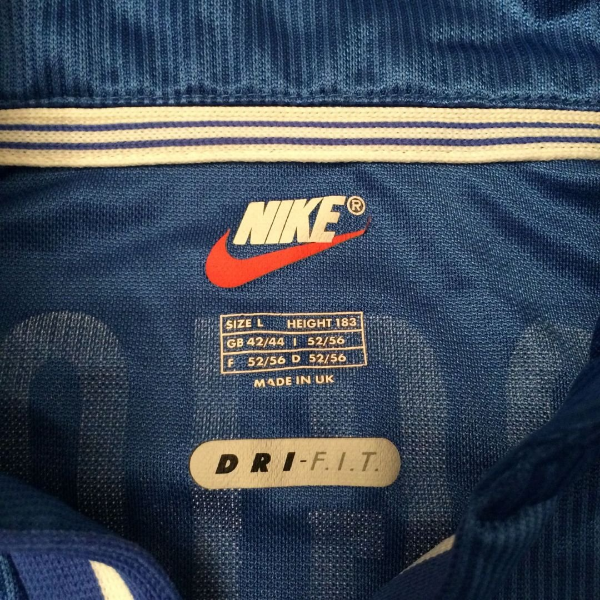 NIKE®
SIZE L HEIGHT 183
GB 42/44 I 52/56
F 52/56 D 52/56
MADE IN UK
DRI-F.I.T.